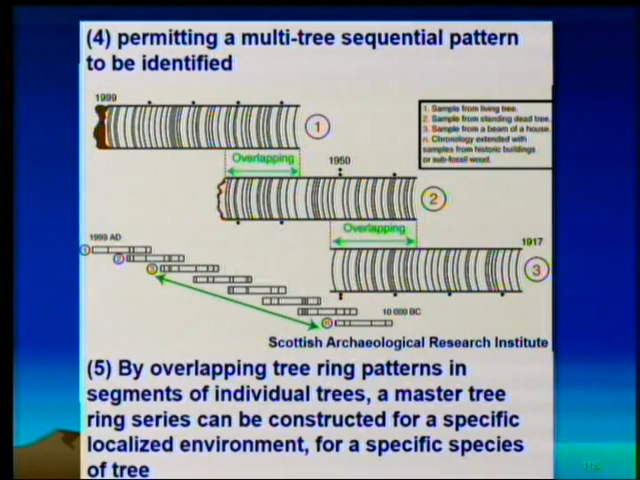 (4) permitting a multi-tree sequential pattern
to be identified
1999
1. Sample from living tree.
2. Sample from standing dead tree.
3. Sample from a beam of a house.
n. Chronology extended with
samples from historic buildings
or sub-fossil wood.
1
Overlapping
1950
2
Overlapping
1999 AD
1917
1
2
3
3
10 000 BC
n
Scottish Archaeological Research Institute
(5) By overlapping tree ring patterns in
segments of individual trees, a master tree
ring series can be constructed for a specific
localized environment, for a specific species
of tree